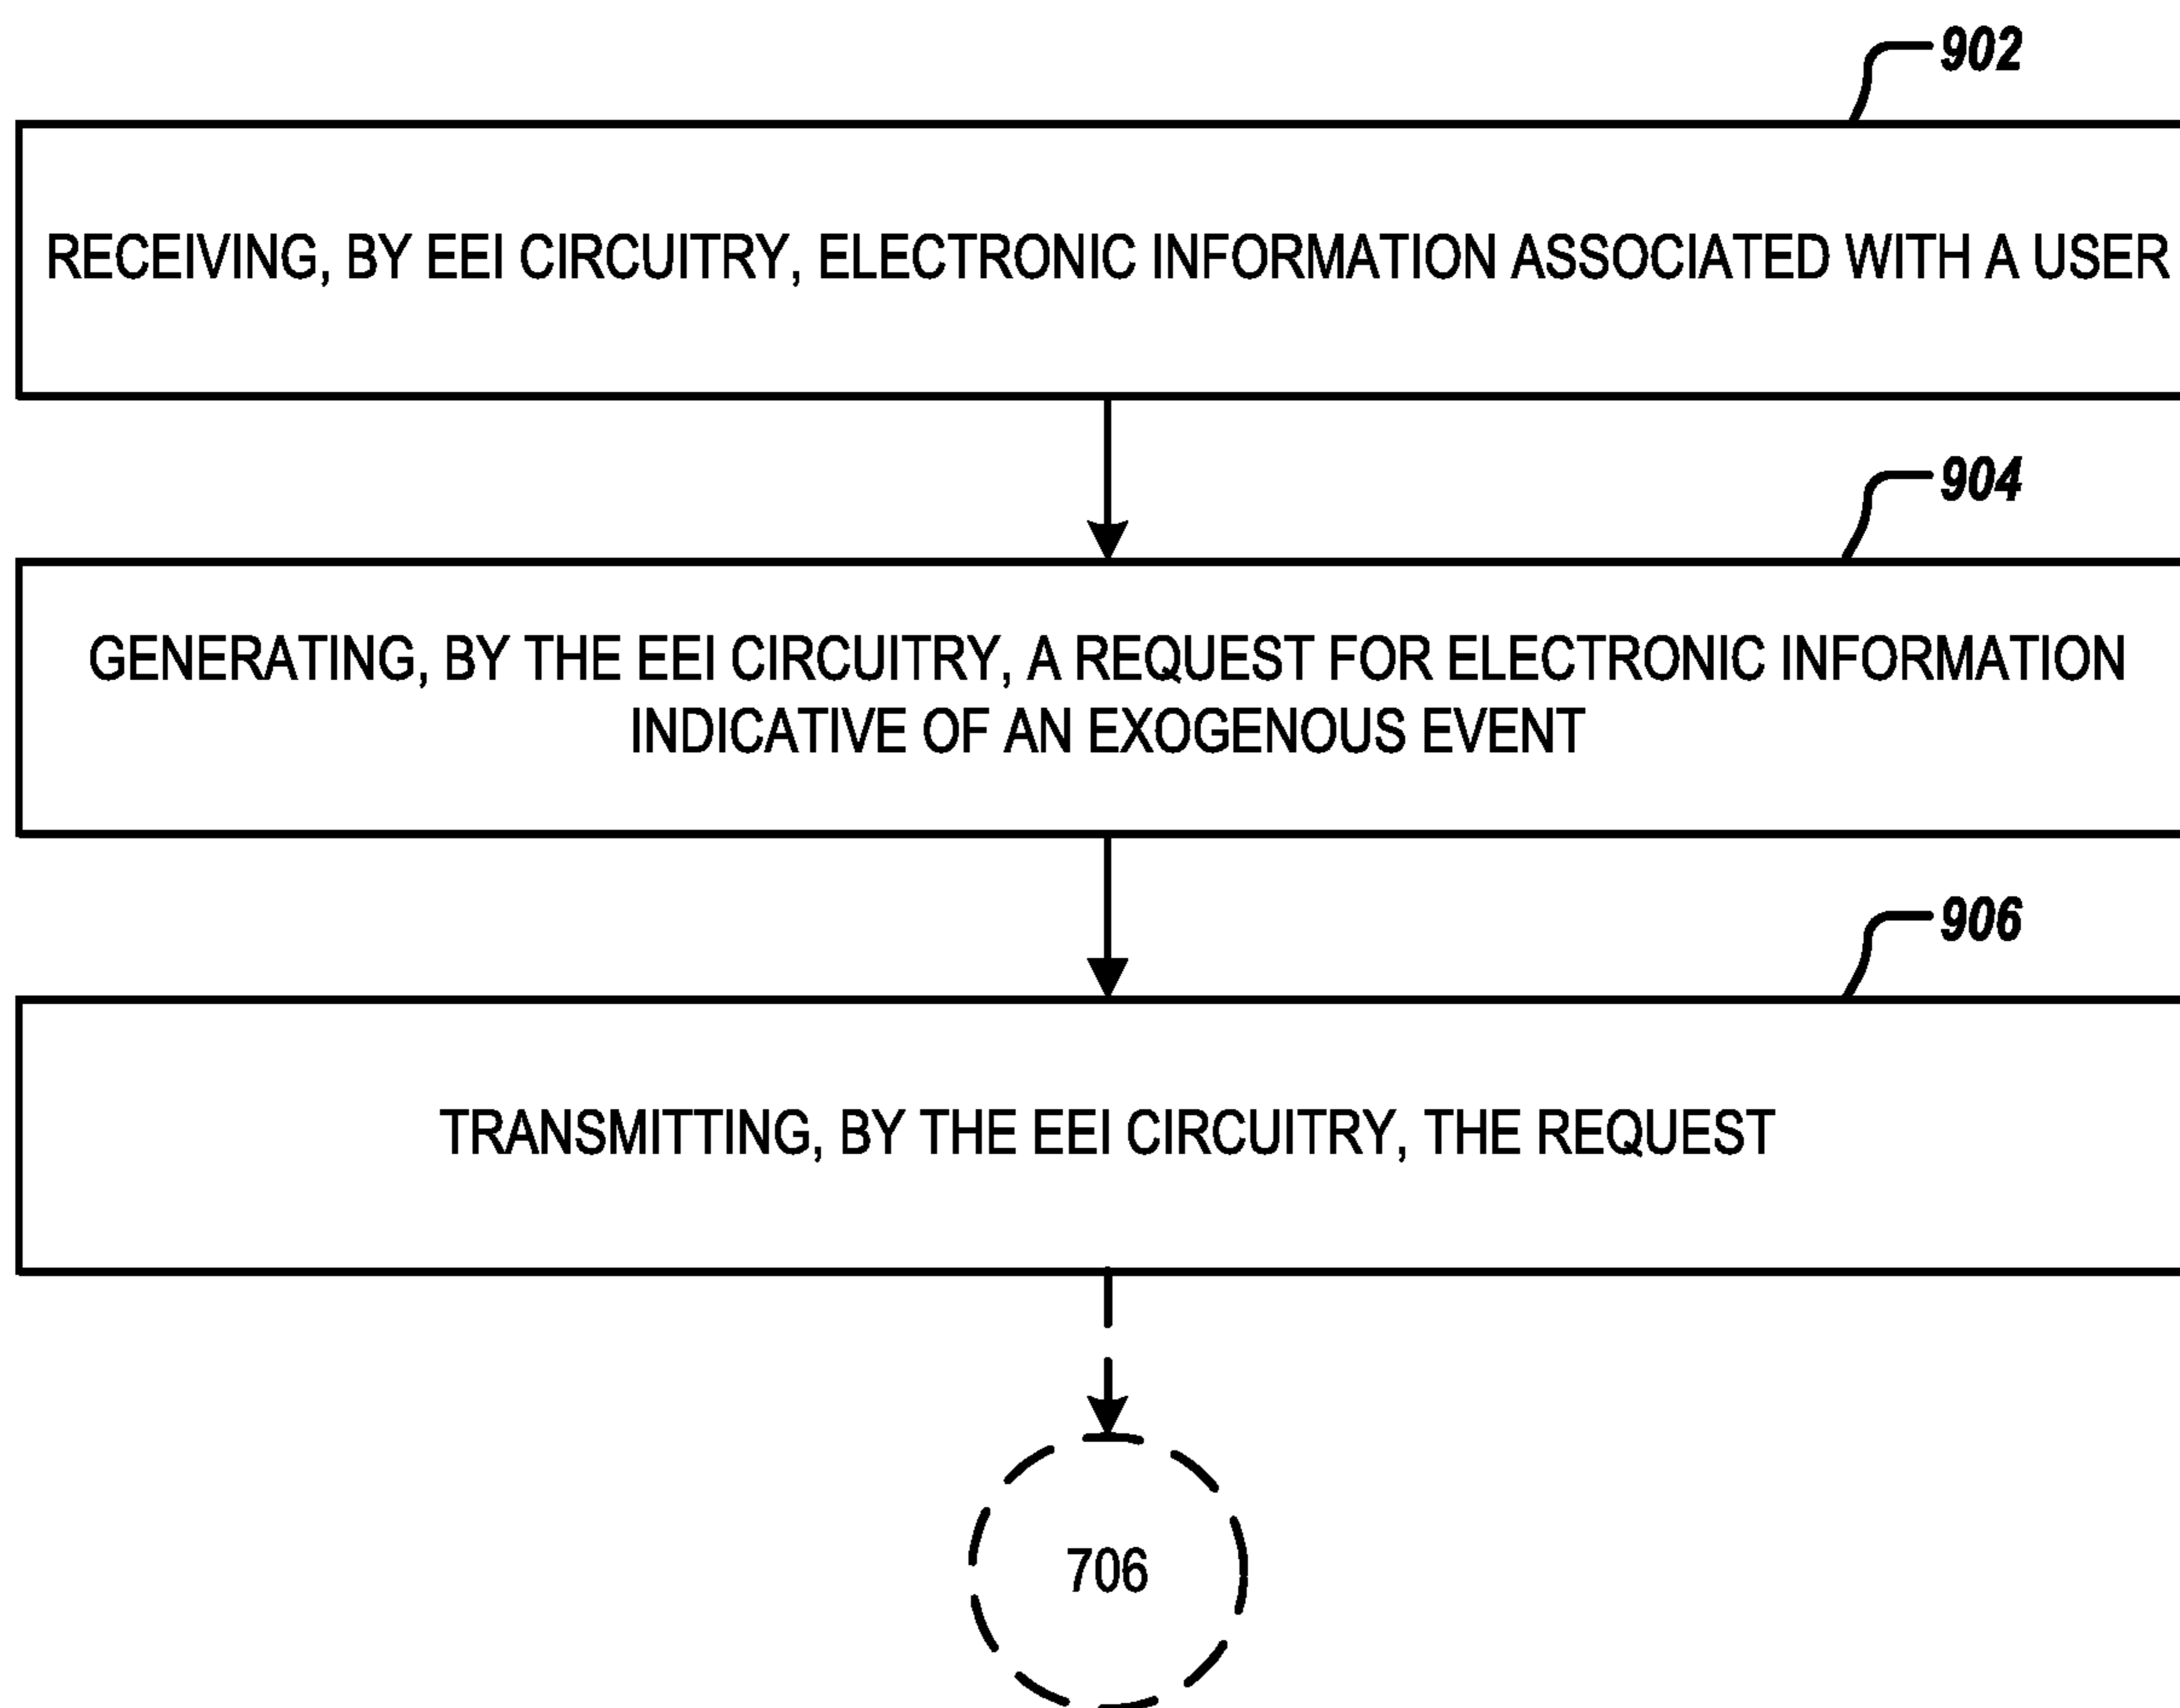 902
RECEIVING, BY EEI CIRCUITRY, ELECTRONIC INFORMATION ASSOCIATED WITH A USER
904
GENERATING, BY THE EEI CIRCUITRY, A REQUEST FOR ELECTRONIC INFORMATION
INDICATIVE OF AN EXOGENOUS EVENT
906
TRANSMITTING, BY THE EEI CIRCUITRY, THE REQUEST
706